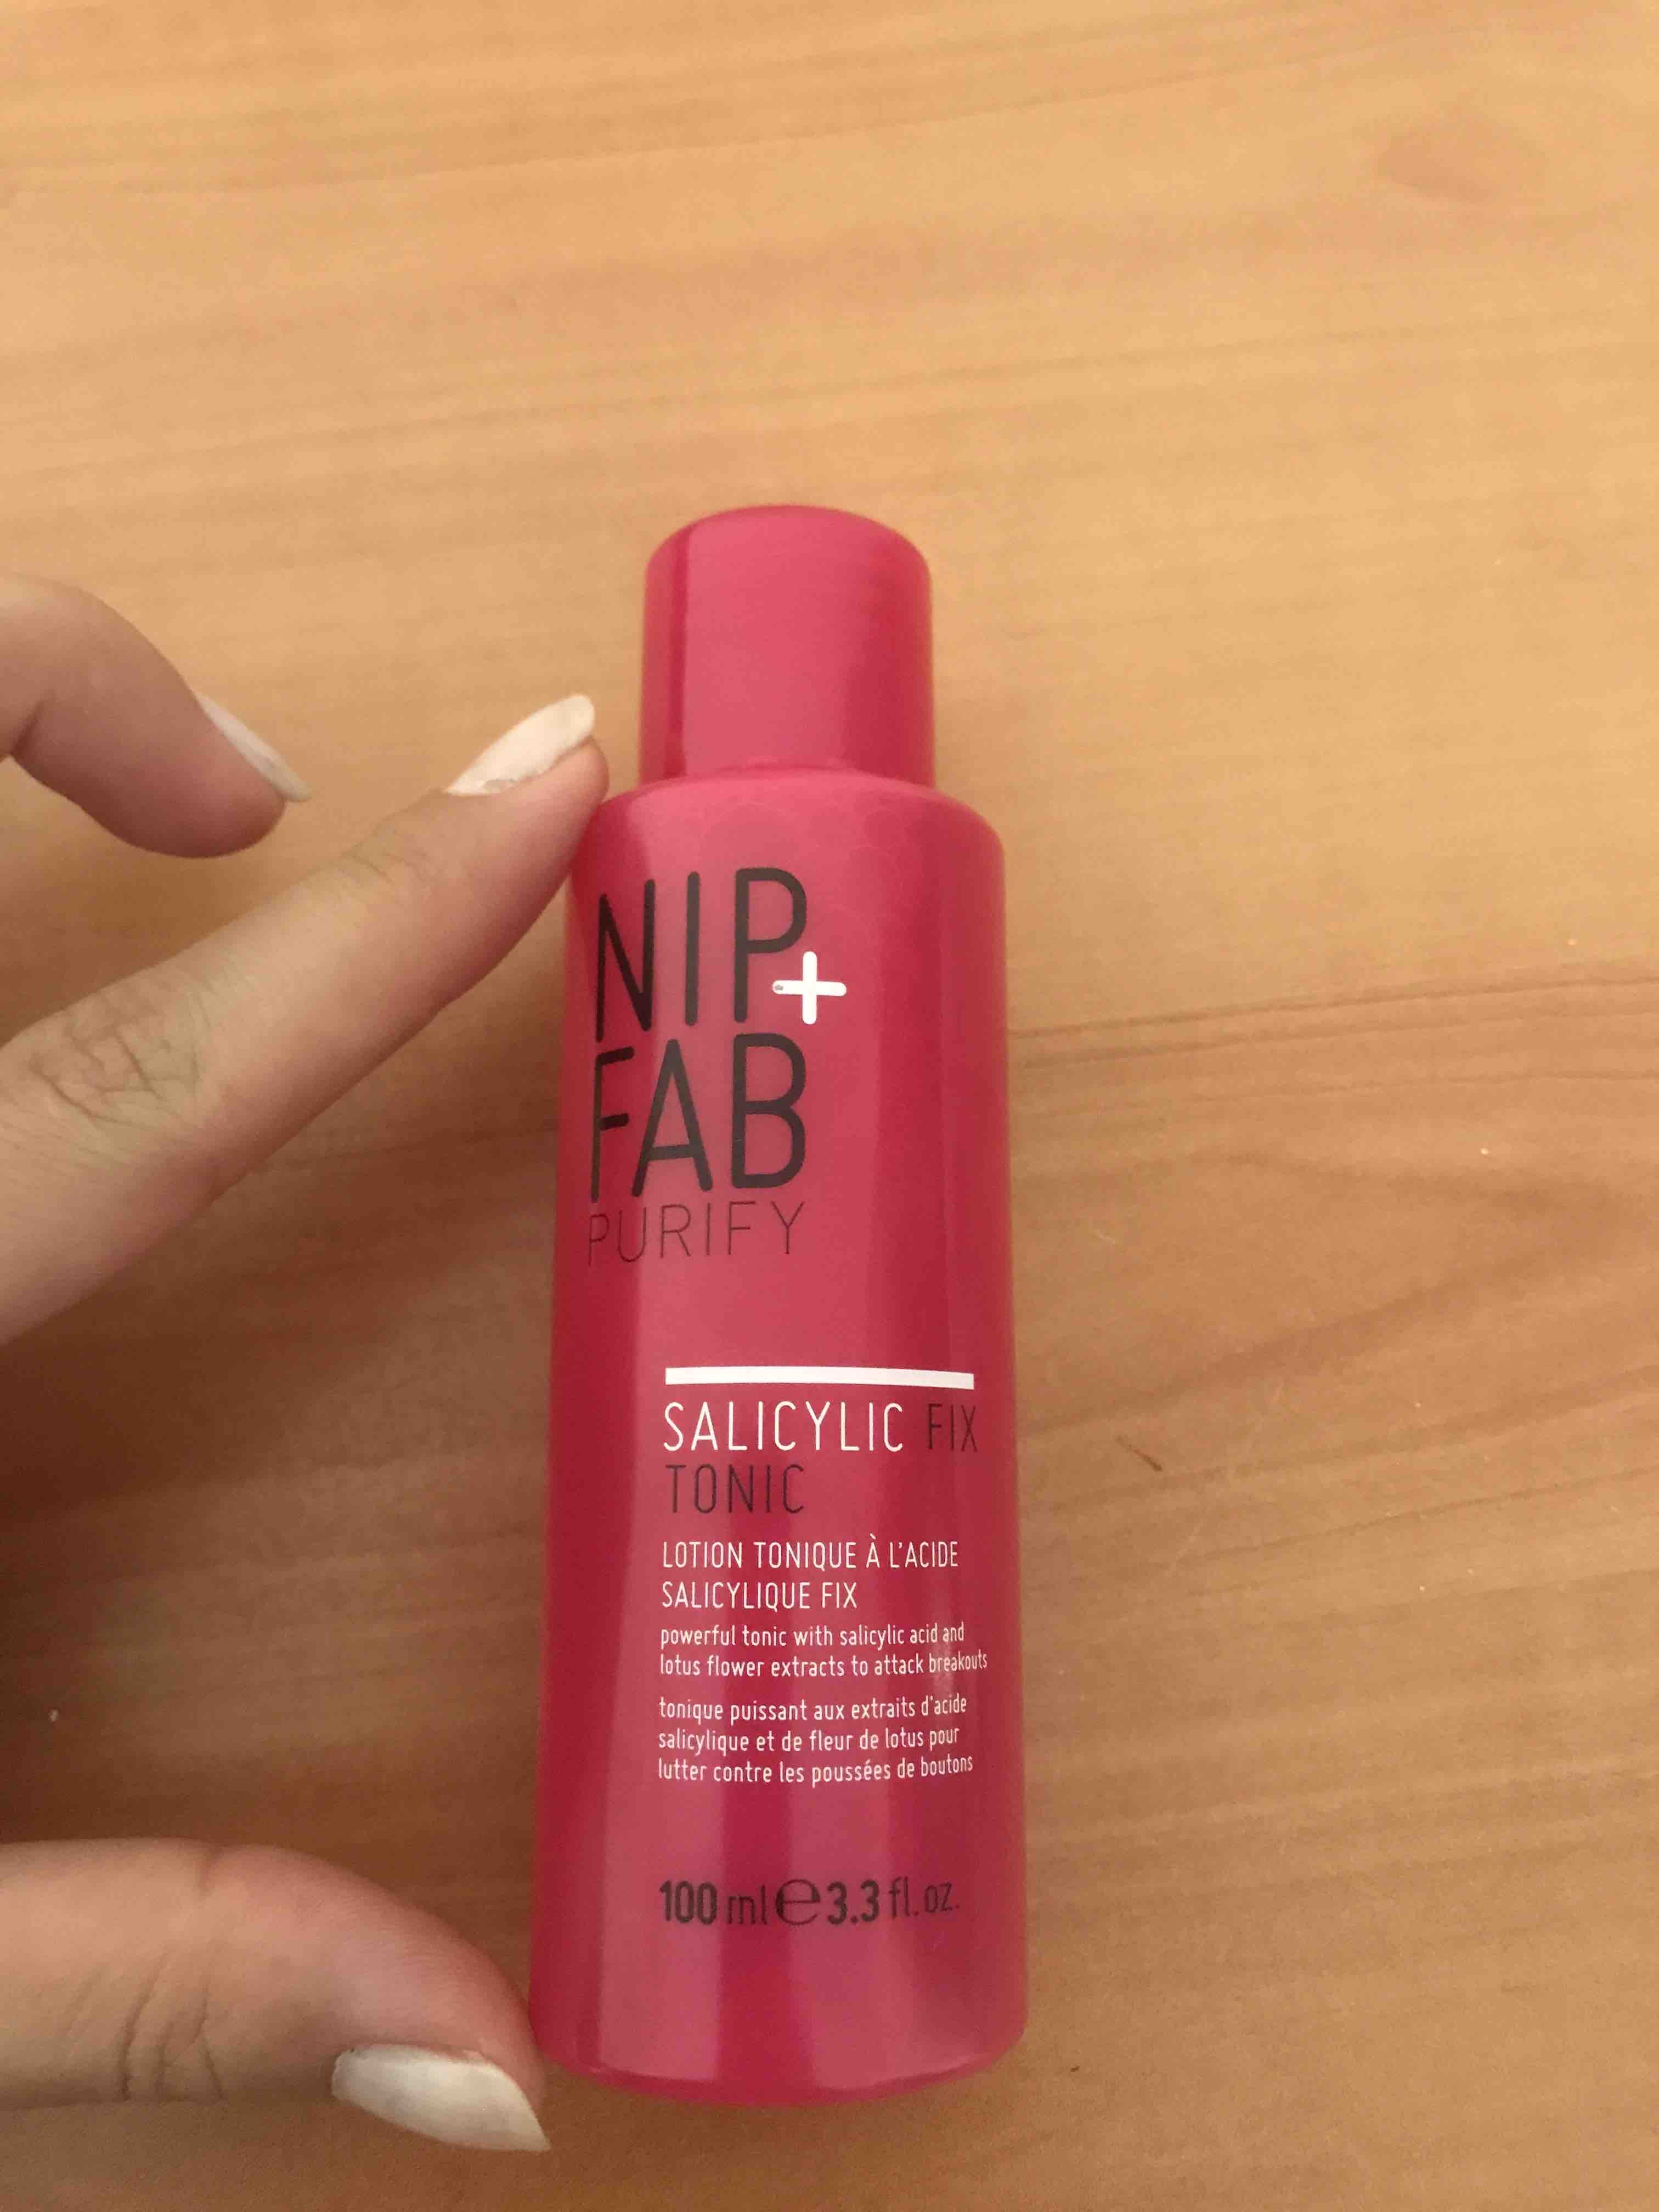 NIP+
FAB
PURIFY
SALICYLIC FIX
TONIC
LOTION TONIQUE À L'ACIDE
SALICYLIQUE FIX
powerful tonic with salicylic acid and
lotus flower extracts to attack breakouts
tonique puissant aux extraits d'acide
salicylique et de fleur de lotus pour
lutter contre les poussées de boutons
100 ml ℮ 3.3 fl. oz.